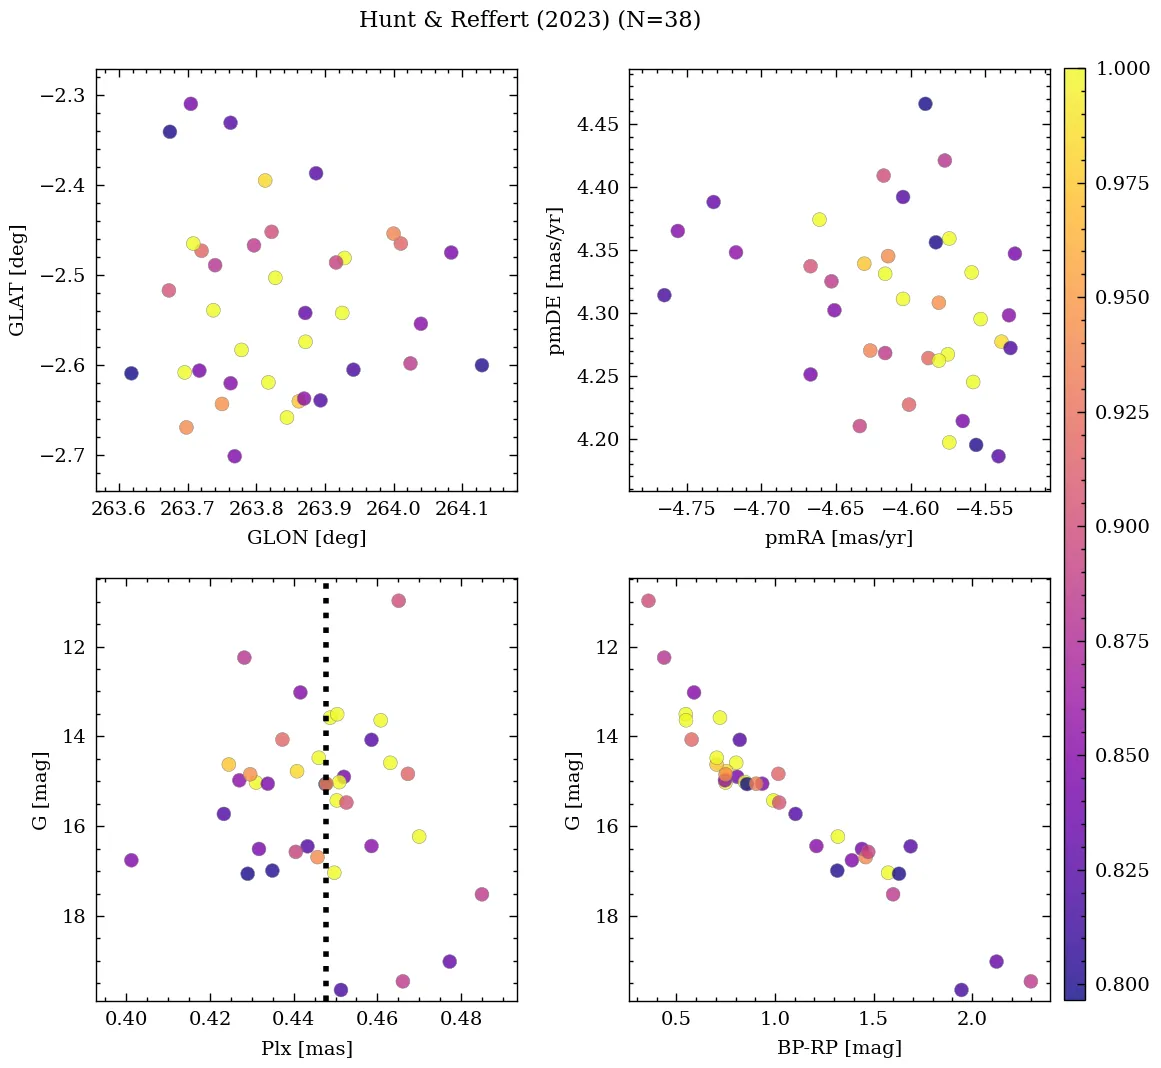 Hunt & Reffert (2023) (N=38)
−2.3
−2.4
−2.5
−2.6
−2.7
GLAT [deg]
263.6 263.7 263.8 263.9 264.0 264.1
GLON [deg]
4.45
4.40
4.35
4.30
4.25
4.20
pmDE [mas/yr]
−4.75 −4.70 −4.65 −4.60 −4.55
pmRA [mas/yr]
12
14
16
18
G [mag]
0.40 0.42 0.44 0.46 0.48
Plx [mas]
12
14
16
18
G [mag]
0.5 1.0 1.5 2.0
BP-RP [mag]
1.000
0.975
0.950
0.925
0.900
0.875
0.850
0.825
0.800